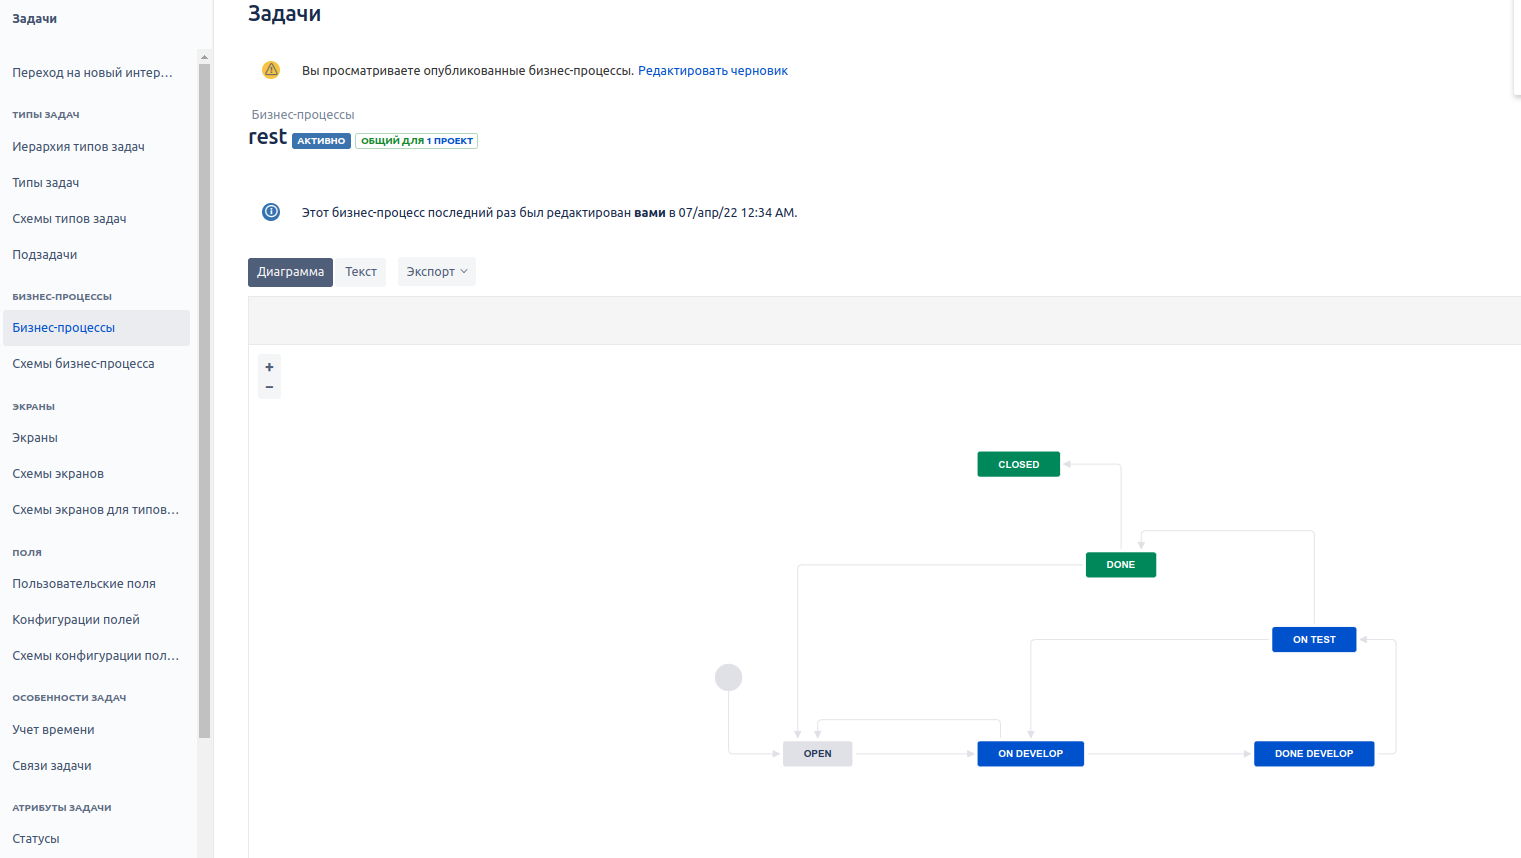 Задачи
Переход на новый интер...
ТИПЫ ЗАДАЧ
Иерархия типов задач
Типы задач
Схемы типов задач
Подзадачи
БИЗНЕС-ПРОЦЕССЫ
Бизнес-процессы
Схемы бизнес-процесса
ЭКРАНЫ
Экраны
Схемы экранов
Схемы экранов для типов...
ПОЛЯ
Пользовательские поля
Конфигурации полей
Схемы конфигурации пол...
ОСОБЕННОСТИ ЗАДАЧ
Учет времени
Связи задачи
АТРИБУТЫ ЗАДАЧИ
Статусы
Задачи
Вы просматриваете опубликованные бизнес-процессы. Редактировать черновик
Бизнес-процессы
rest АКТИВНО ОБЩИЙ ДЛЯ 1 ПРОЕКТ
Этот бизнес-процесс последний раз был редактирован вами в 07/апр/22 12:34 AM.
Диаграмма Текст Экспорт
+
−
CLOSED
DONE
ON TEST
OPEN ON DEVELOP DONE DEVELOP